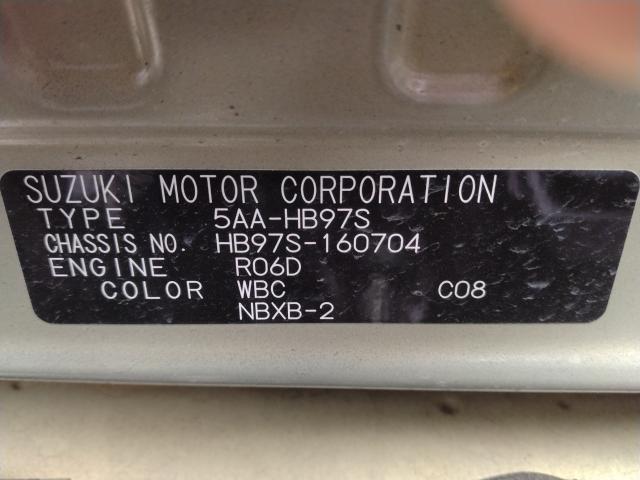 SUZUKI MOTOR CORPORATION
TYPE 5AA-HB97S
CHASSIS NO. HB97S-160704
ENGINE R06D
COLOR WBC C08
NBXB-2